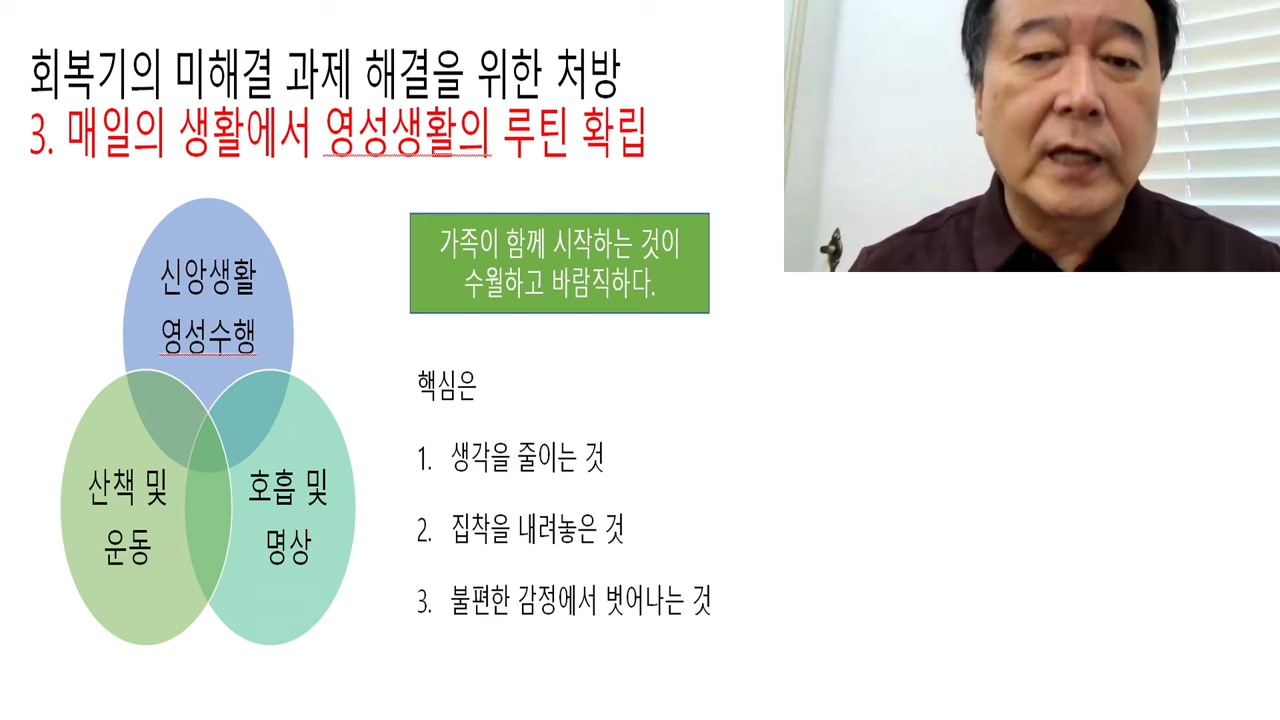 회복기의 미해결 과제 해결을 위한 처방
3. 매일의 생활에서 영성생활의 루틴 확립
신앙생활
영성수행
산책 및
운동
호흡 및
명상
가족이 함께 시작하는 것이
수월하고 바람직하다.
핵심은
1. 생각을 줄이는 것
2. 집착을 내려놓은 것
3. 불편한 감정에서 벗어나는 것